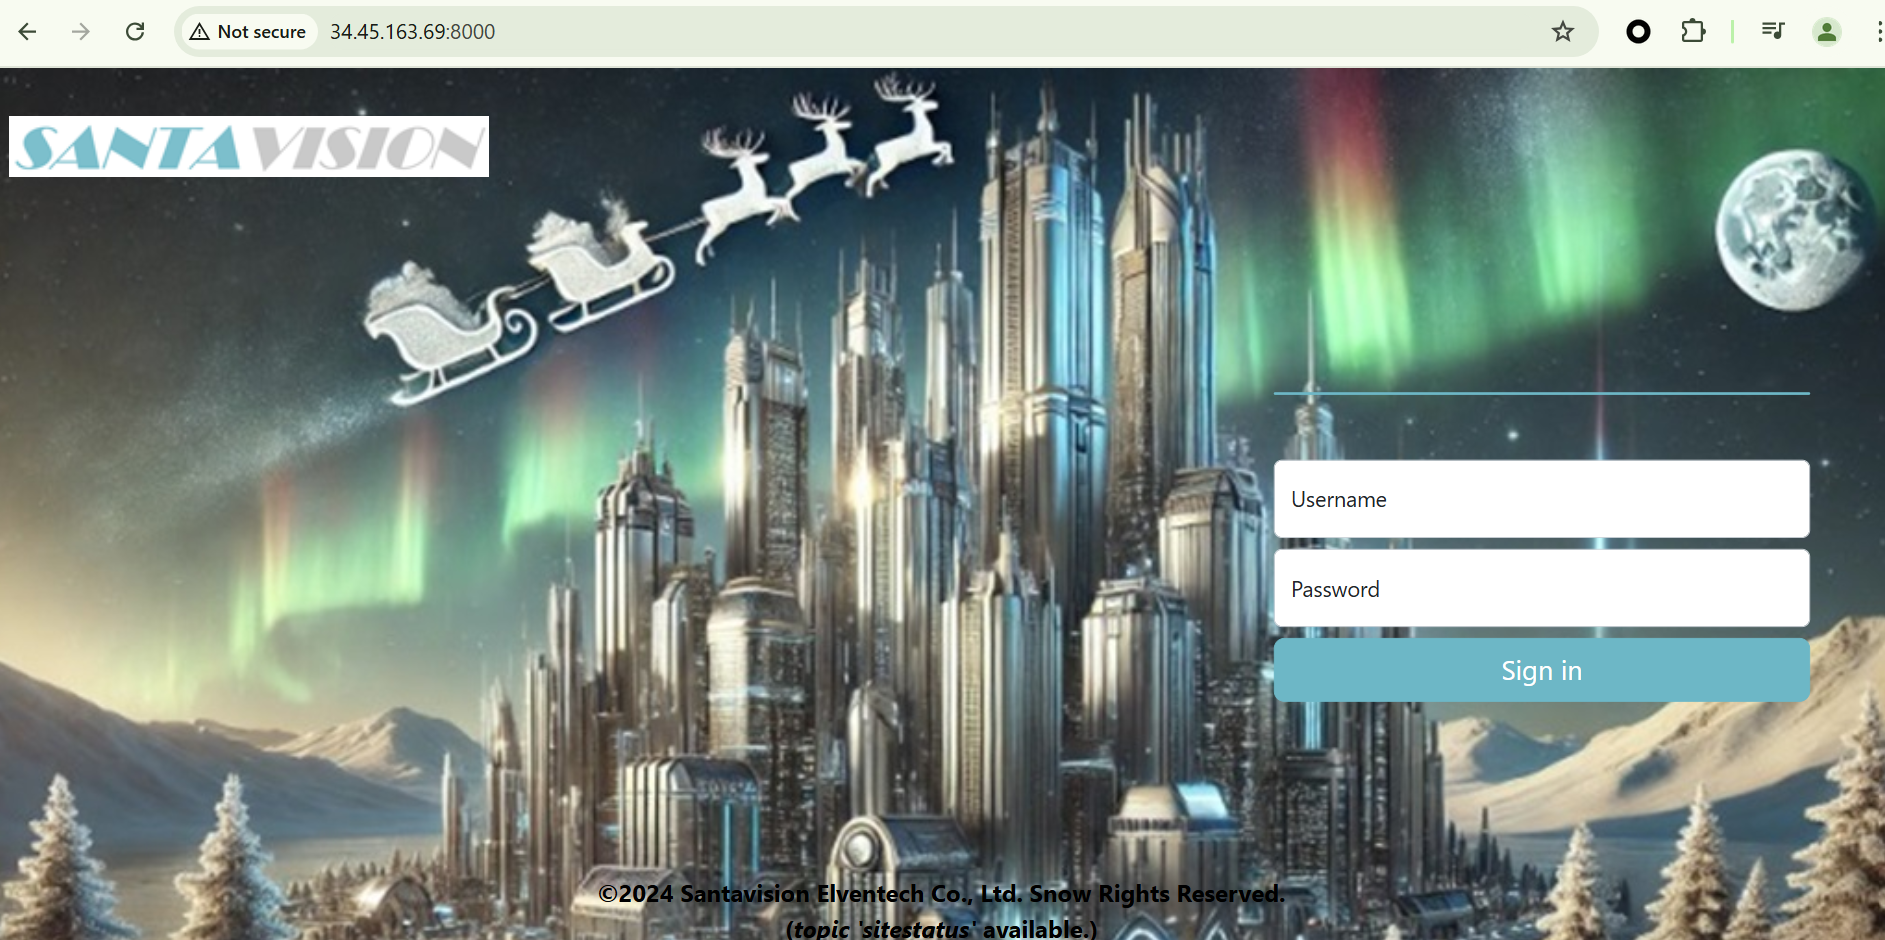 Not secure 34.45.163.69:8000
SANTAVISION
Username
Password
Sign in
©2024 Santavision Elventech Co., Ltd. Snow Rights Reserved.
(topic 'sitestatus' available.)